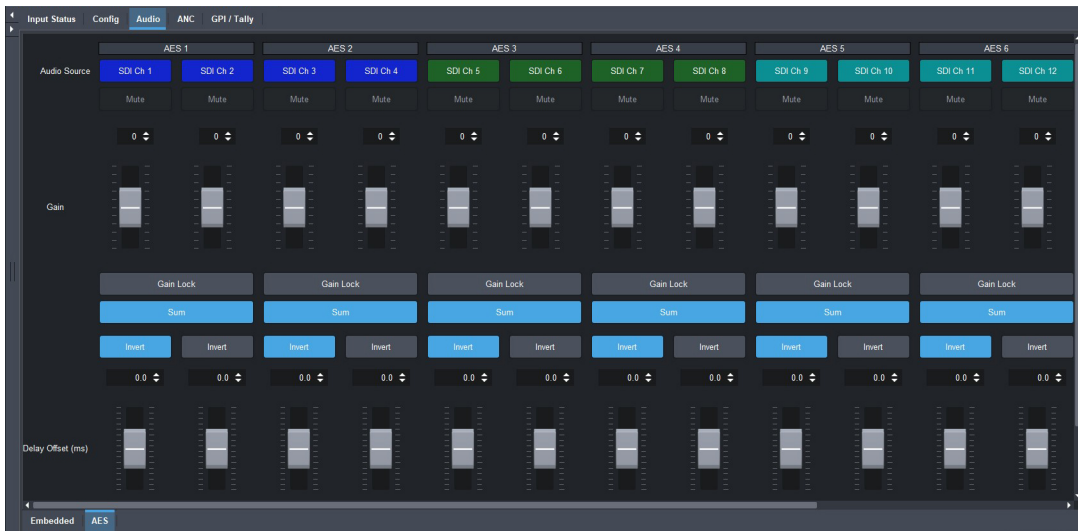 Input Status Config Audio ANC GPI / Tally
AES 1 AES 2 AES 3 AES 4 AES 5 AES 6
Audio Source SDI Ch 1 SDI Ch 2 SDI Ch 3 SDI Ch 4 SDI Ch 5 SDI Ch 6 SDI Ch 7 SDI Ch 8 SDI Ch 9 SDI Ch 10 SDI Ch 11 SDI Ch 12
Mute Mute Mute Mute Mute Mute Mute Mute Mute Mute Mute Mute
0 0 0 0 0 0 0 0 0 0 0 0
Gain
Gain Lock Gain Lock Gain Lock Gain Lock Gain Lock Gain Lock
Sum Sum Sum Sum Sum Sum
Invert Invert Invert Invert Invert Invert Invert Invert Invert Invert Invert Invert
0.0 0.0 0.0 0.0 0.0 0.0 0.0 0.0 0.0 0.0 0.0 0.0
Delay Offset (ms)
Embedded AES